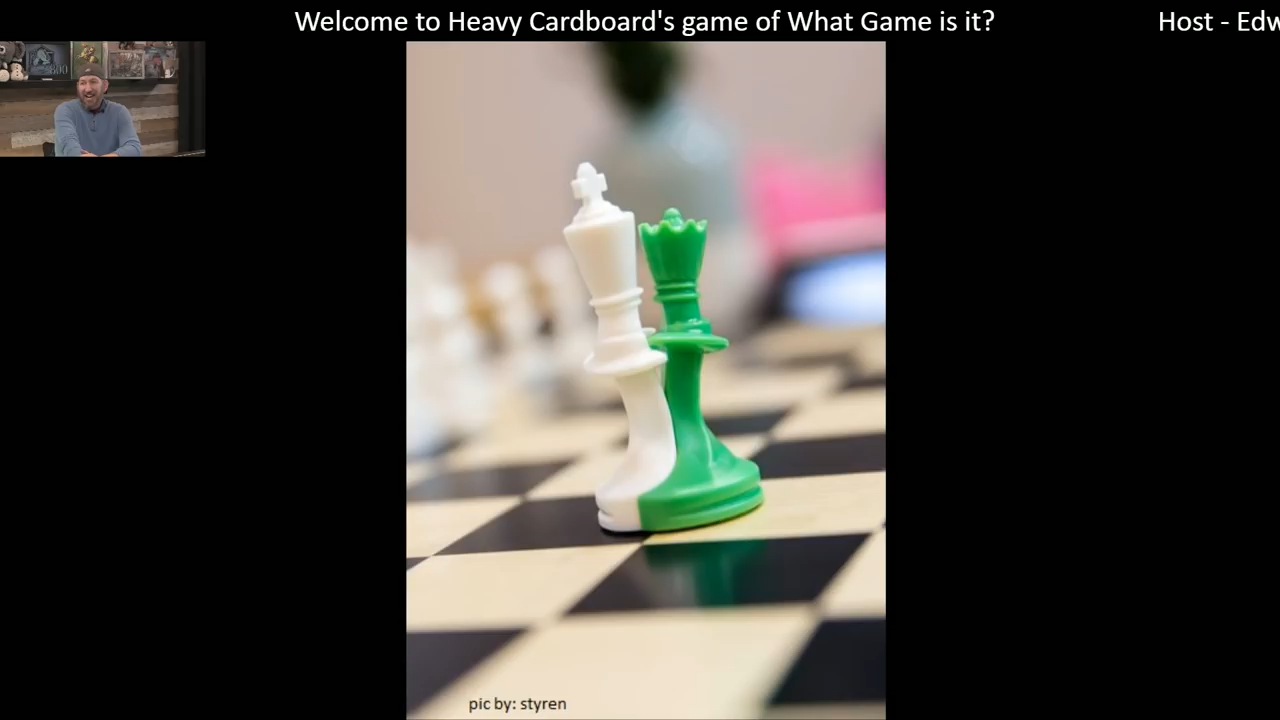 Welcome to Heavy Cardboard's game of What Game is it?
Host - Edw
pic by: styren